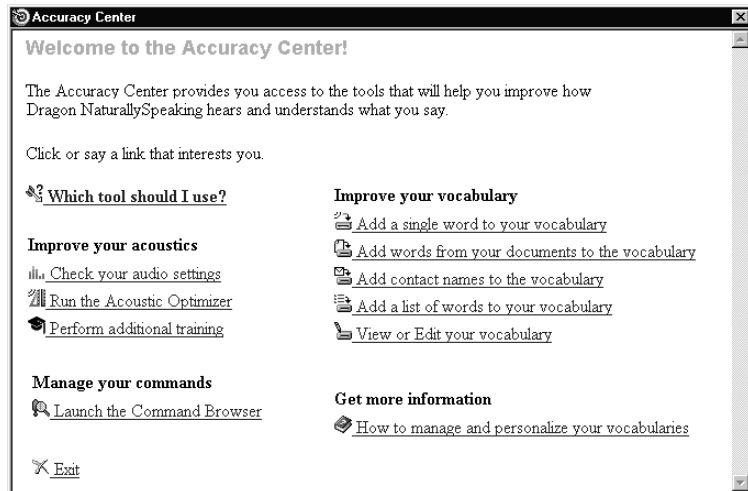 Accuracy Center
Welcome to the Accuracy Center!
The Accuracy Center provides you access to the tools that will help you improve how
Dragon NaturallySpeaking hears and understands what you say.
Click or say a link that interests you.
Which tool should I use?
Improve your acoustics
Check your audio settings
Run the Acoustic Optimizer
Perform additional training
Manage your commands
Launch the Command Browser
Exit
Improve your vocabulary
Add a single word to your vocabulary
Add words from your documents to the vocabulary
Add contact names to the vocabulary
Add a list of words to your vocabulary
View or Edit your vocabulary
Get more information
How to manage and personalize your vocabularies